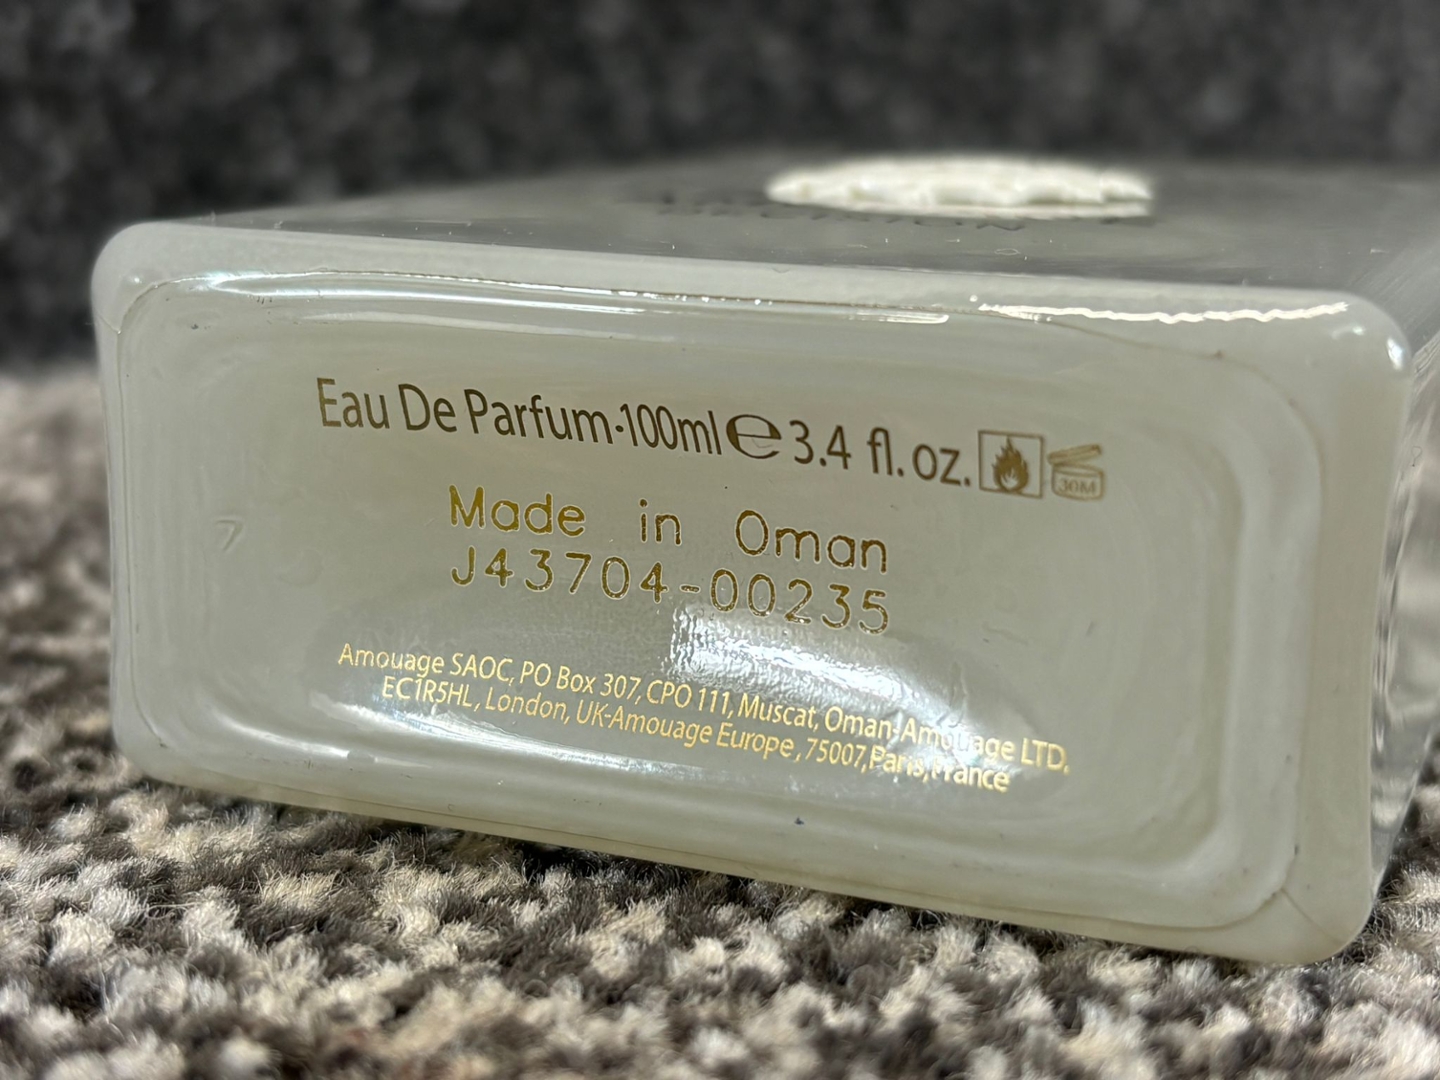 Eau De Parfum·100ml ℮ 3.4 fl. oz.
30M
Made in Oman
J43704-00235
Amouage SAOC, PO Box 307, CPO 111, Muscat, Oman-Amouage LTD,
EC1R5HL, London, UK-Amouage Europe, 75007, Paris, France
7